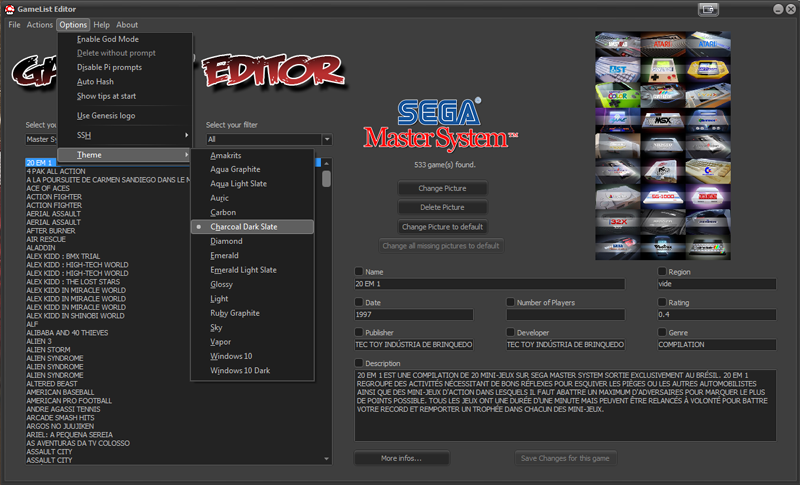 GameList Editor
File Actions Options Help About
Enable God Mode
Delete without prompt
Disable Pi prompts
Auto Hash
Show tips at start
Use Genesis logo
SSH
Theme
Amakrits
Aqua Graphite
Aqua Light Slate
Auric
Carbon
Charcoal Dark Slate
Diamond
Emerald
Emerald Light Slate
Glossy
Light
Ruby Graphite
Sky
Vapor
Windows 10
Windows 10 Dark
EDITOR
Select your filter
All
20 EM 1
4 PAK ALL ACTION
A LA POURSUITE DE CARMEN SANDIEGO DANS LE M
ACE OF ACES
ACTION FIGHTER
ACTION FIGHTER
AERIAL ASSAULT
AERIAL ASSAULT
AFTER BURNER
AIR RESCUE
ALADDIN
ALEX KIDD : BMX TRIAL
ALEX KIDD : HIGH-TECH WORLD
ALEX KIDD : HIGH-TECH WORLD
ALEX KIDD : THE LOST STARS
ALEX KIDD IN MIRACLE WORLD
ALEX KIDD IN MIRACLE WORLD
ALEX KIDD IN SHINOBI WORLD
ALF
ALIBABA AND 40 THIEVES
ALIEN 3
ALIEN STORM
ALIEN SYNDROME
ALIEN SYNDROME
ALIEN SYNDROME
ALTERED BEAST
AMERICAN BASEBALL
AMERICAN PRO FOOTBALL
ANDRE AGASSI TENNIS
ARCADE SMASH HITS
ARGOS NO JUUJIKEN
ARIEL: A PEQUENA SEREIA
AS AVENTURAS DA TV COLOSSO
ASSAULT CITY
ASSAULT CITY
SEGA
Master System™
533 game(s) found.
Change Picture
Delete Picture
Change Picture to default
Change all missing pictures to default
ATARI
ATARI
MSX
SG-1000
32X
Name
20 EM 1
Region
vide
Date
1997
Number of Players
Rating
0.4
Publisher
TEC TOY INDÚSTRIA DE BRINQUEDO
Developer
TEC TOY INDÚSTRIA DE BRINQUEDO
Genre
COMPILATION
Description
20 EM 1 EST UNE COMPILATION DE 20 MINI-JEUX SUR SEGA MASTER SYSTEM SORTIE EXCLUSIVEMENT AU BRÉSIL. 20 EM 1
REGROUPE DES ACTIVITÉS NÉCESSITANT DE BONS RÉFLEXES POUR ESQUIVER LES PIÈGES OU LES AUTRES AUTOMOBILISTES
AINSI QUE DES MINI-JEUX D'ACTION DANS LESQUELS IL FAUT ABATTRE UN MAXIMUM D'ADVERSAIRES POUR MARQUER LE PLUS
DE POINTS POSSIBLE. TOUS LES JEUX ONT UNE DURÉE D'UNE MINUTE MAIS PEUVENT ÊTRE RELANCÉS À VOLONTÉ POUR BATTRE
VOTRE RECORD ET REMPORTER UN TROPHÉE DANS CHACUN DES MINI-JEUX.
More infos...
Save Changes for this game